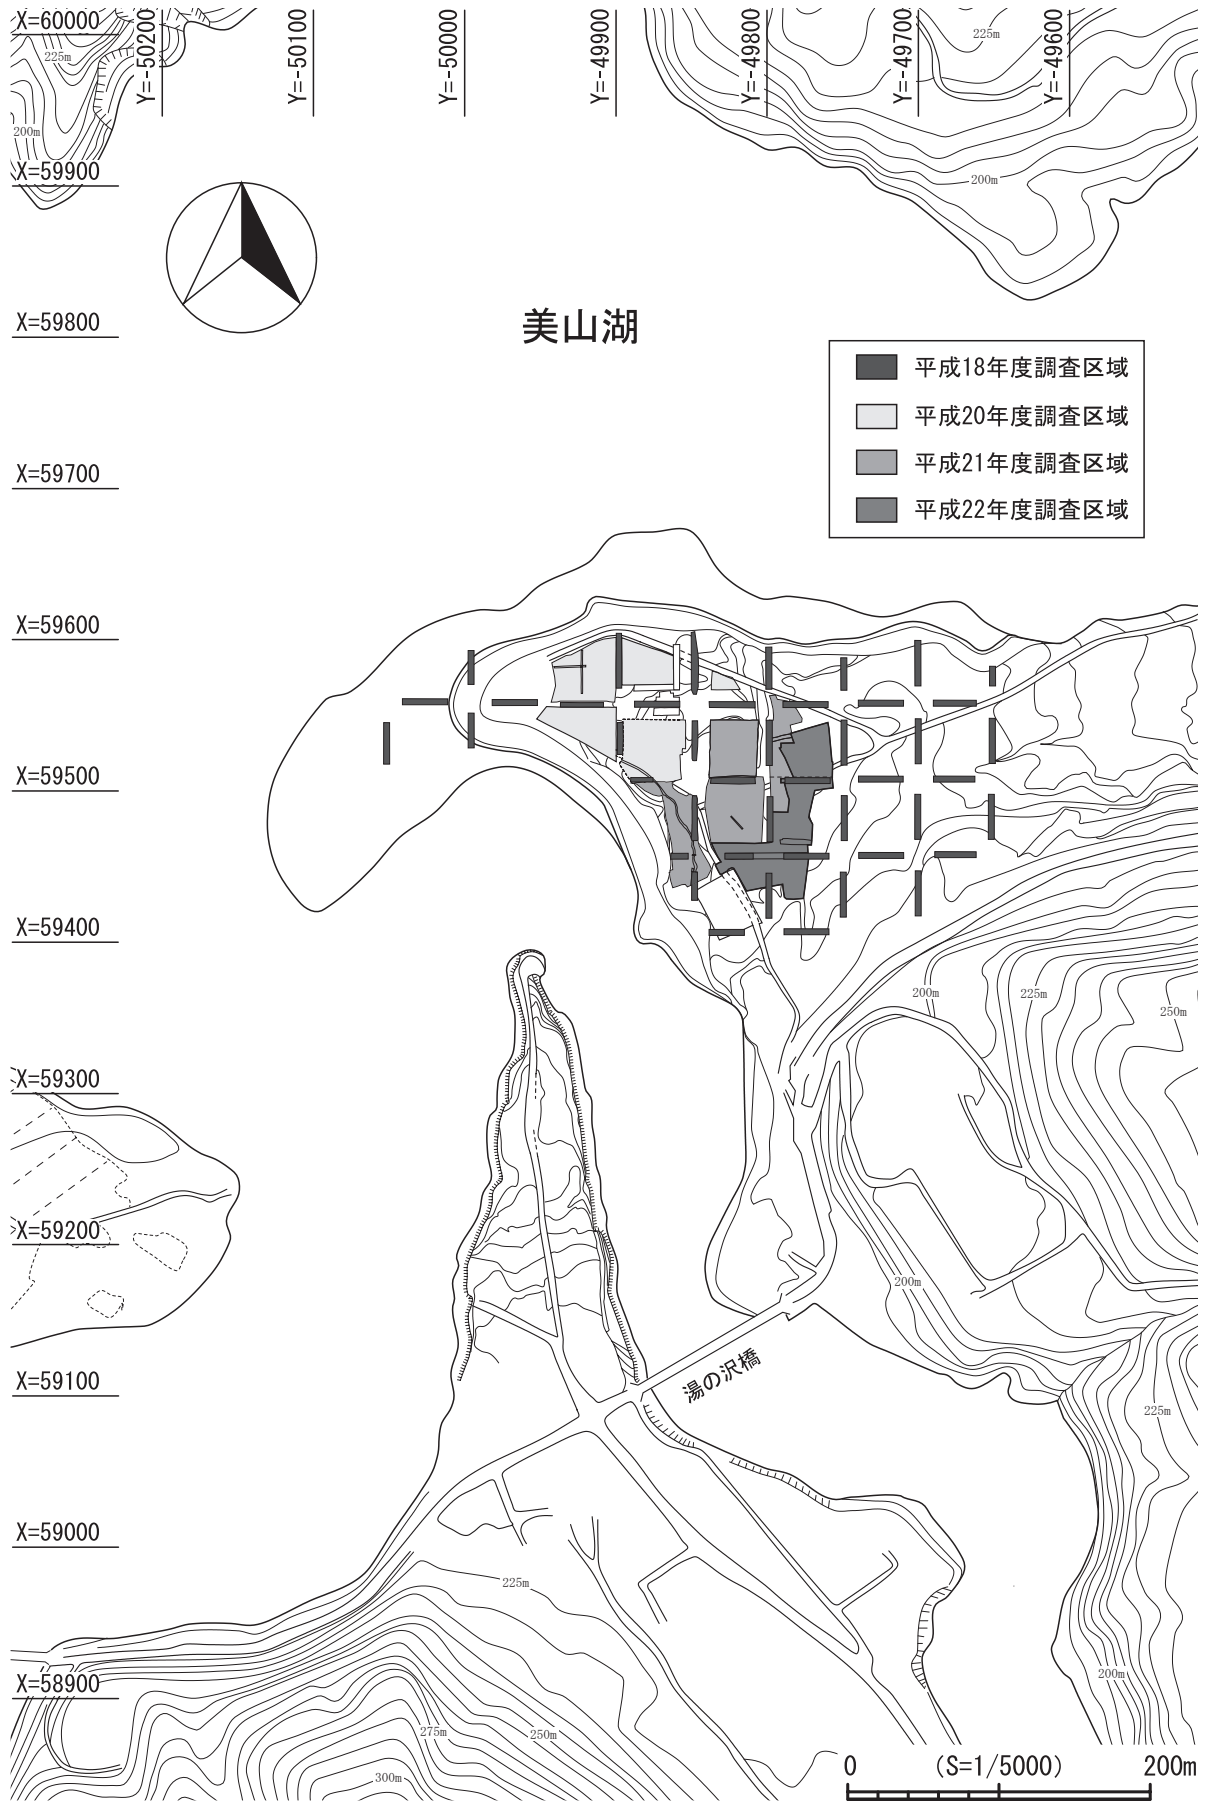 X=60000
Y=-50200
Y=-50100
Y=-50000
Y=-49900
Y=-49800
Y=-49700
Y=-49600
225m
225m
200m
X=59900
200m
X=59800
美山湖
平成18年度調査区域
平成20年度調査区域
平成21年度調査区域
平成22年度調査区域
X=59700
X=59600
X=59500
X=59400
200m
225m
250m
X=59300
X=59200
200m
湯の沢橋
X=59100
225m
X=59000
225m
200m
X=58900
275m
250m
300m
0 (S=1/5000) 200m